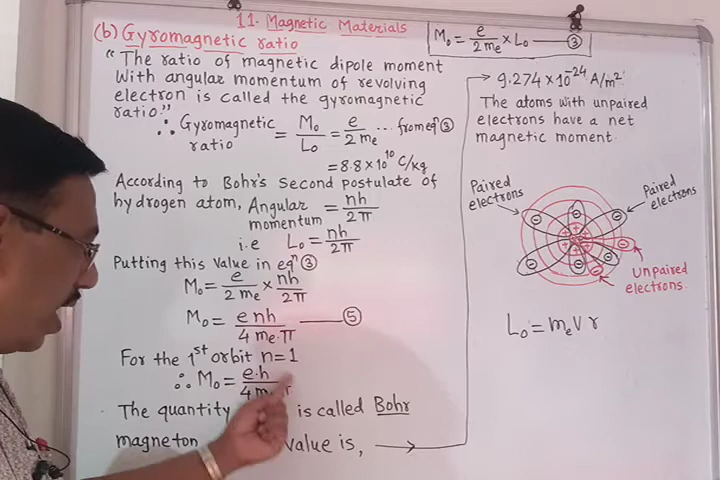 11. Magnetic Materials
(b) Gyromagnetic ratio
"The ratio of magnetic dipole moment
With angular momentum of revolving
electron is called the gyromagnetic
ratio."
∴ Gyromagnetic ratio = M₀/L₀ = e/2mₑ ... from eqⁿ ③
= 8.8 × 10¹⁰ C/kg
According to Bohr's Second postulate of
hydrogen atom, Angular momentum = nh/2π
i.e L₀ = nh/2π
Putting this value in eqⁿ ③
M₀ = e/2mₑ × nh/2π
M₀ = enh/4mₑ.π —— ⑤
For the 1ˢᵗ orbit n = 1
∴ M₀ = e.h/4m
The quantity is called Bohr
magneton value is, →
M₀ = e/2mₑ × L₀ —— ③
→ 9.274 × 10⁻²⁴ A/m²
The atoms with unpaired
electrons have a net
magnetic moment.
Paired
electrons
Paired
electrons
Unpaired
electrons.
L₀ = mₑ v r